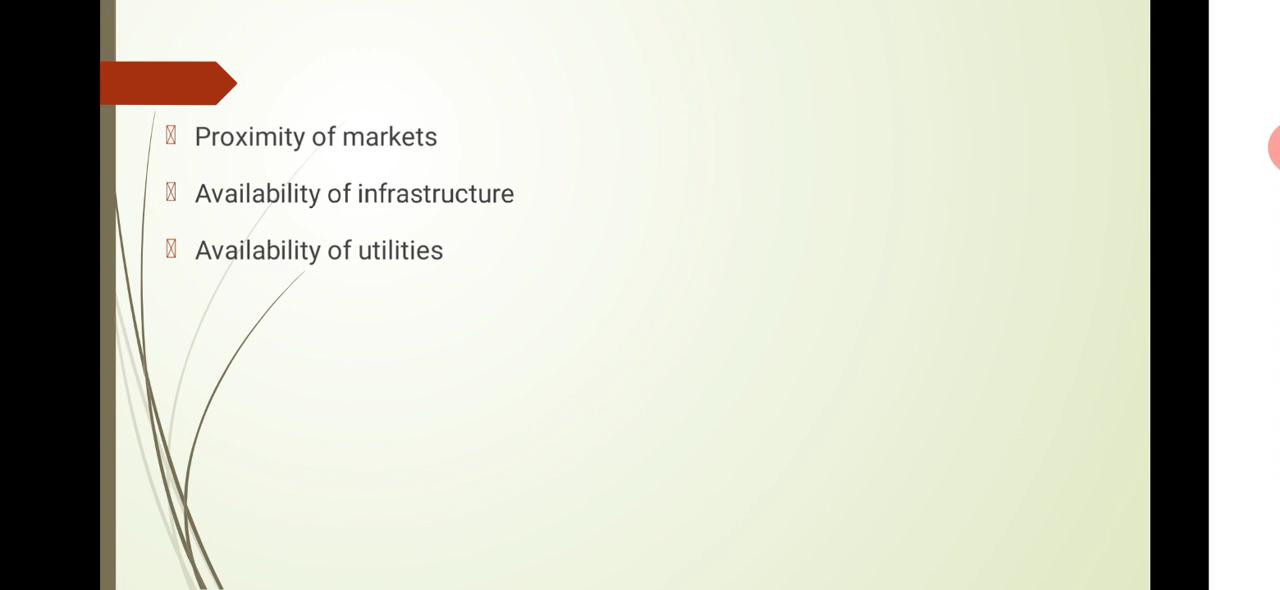 Proximity of markets
Availability of infrastructure
Availability of utilities